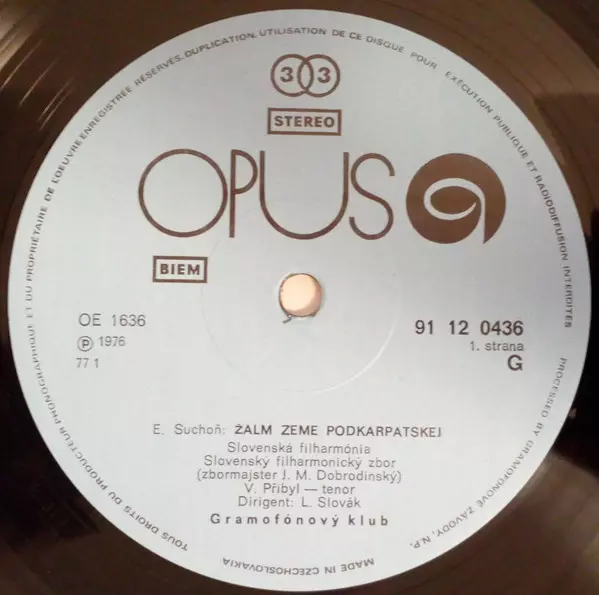 TOUS DROITS DU PRODUCTEUR PHONOGRAPHIQUE ET DU PROPRIÉTAIRE DE L'OEUVRE ENREGISTRÉE RÉSERVÉS. DUPLICATION, UTILISATION DE CE DISQUE POUR EXÉCUTION PUBLIQUE ET RADIODIFFUSION INTERDITES
33
STEREO
OPUS
BIEM
OE 1636
91 12 0436
Ⓟ 1976
1. strana
77 1
G
E. Suchoň: ŽALM ZEME PODKARPATSKEJ
Slovenská filharmónia
Slovenský filharmonický zbor
(zbormajster J. M. Dobrodinský)
V. Přibyl — tenor
Dirigent: L. Slovák
Gramofónový klub
PROCESSED BY GRAMOFONOVÉ ZÁVODY, N.P.
MADE IN CZECHOSLOVAKIA